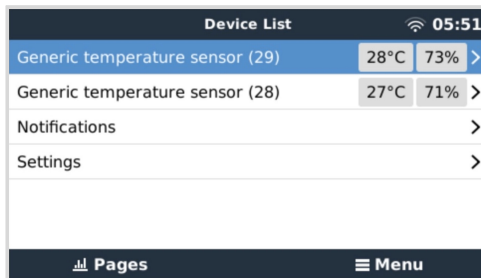 Device List 05:51
Generic temperature sensor (29) 28°C 73%
Generic temperature sensor (28) 27°C 71%
Notifications
Settings
Pages Menu